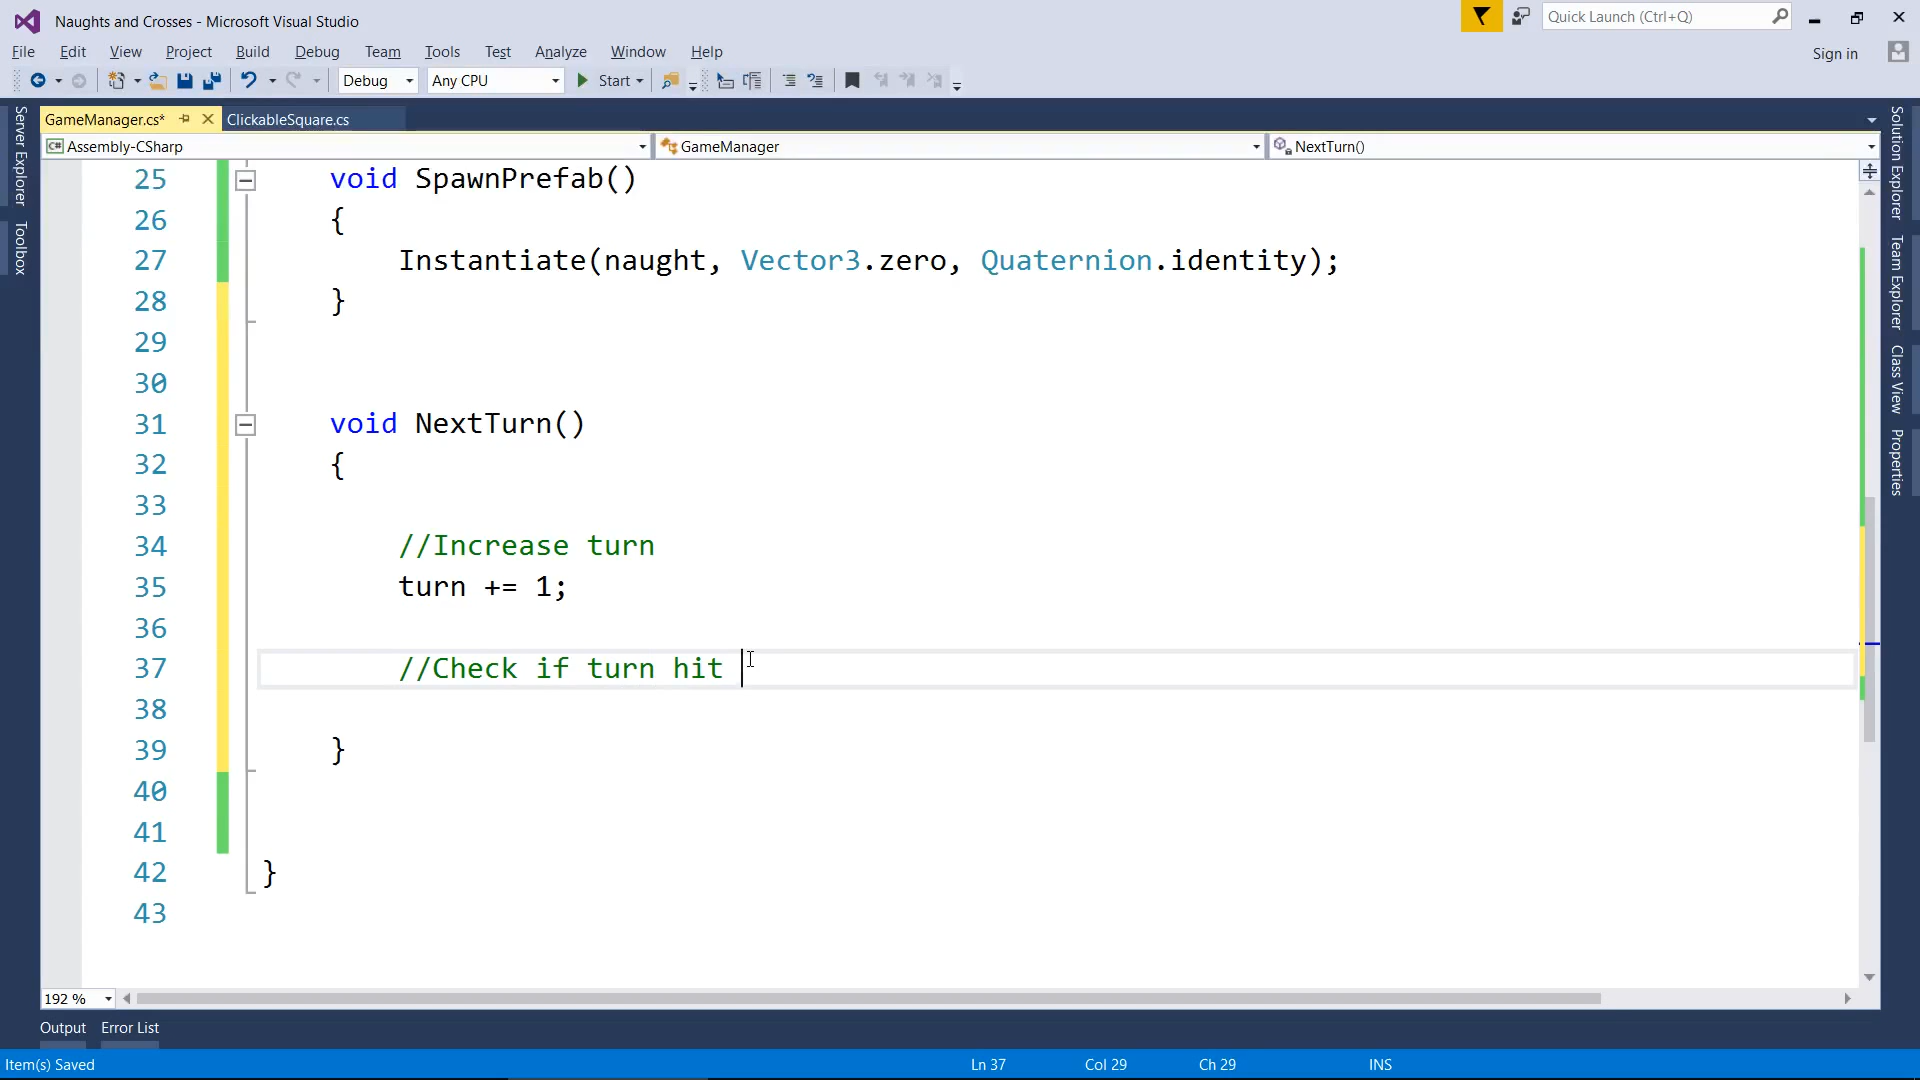 Naughts and Crosses - Microsoft Visual Studio
Quick Launch (Ctrl+Q)
File Edit View Project Build Debug Team Tools Test Analyze Window Help
Sign in
Debug Any CPU Start
GameManager.cs* ClickableSquare.cs
C# Assembly-CSharp GameManager NextTurn()
Server Explorer
Toolbox
Solution Explorer
Team Explorer
Class View
Properties
25 void SpawnPrefab()
26 {
27 Instantiate(naught, Vector3.zero, Quaternion.identity);
28 }
29
30
31 void NextTurn()
32 {
33
34 //Increase turn
35 turn += 1;
36
37 //Check if turn hit
38
39 }
40
41
42 }
43
192 %
Output Error List
Item(s) Saved Ln 37 Col 29 Ch 29 INS